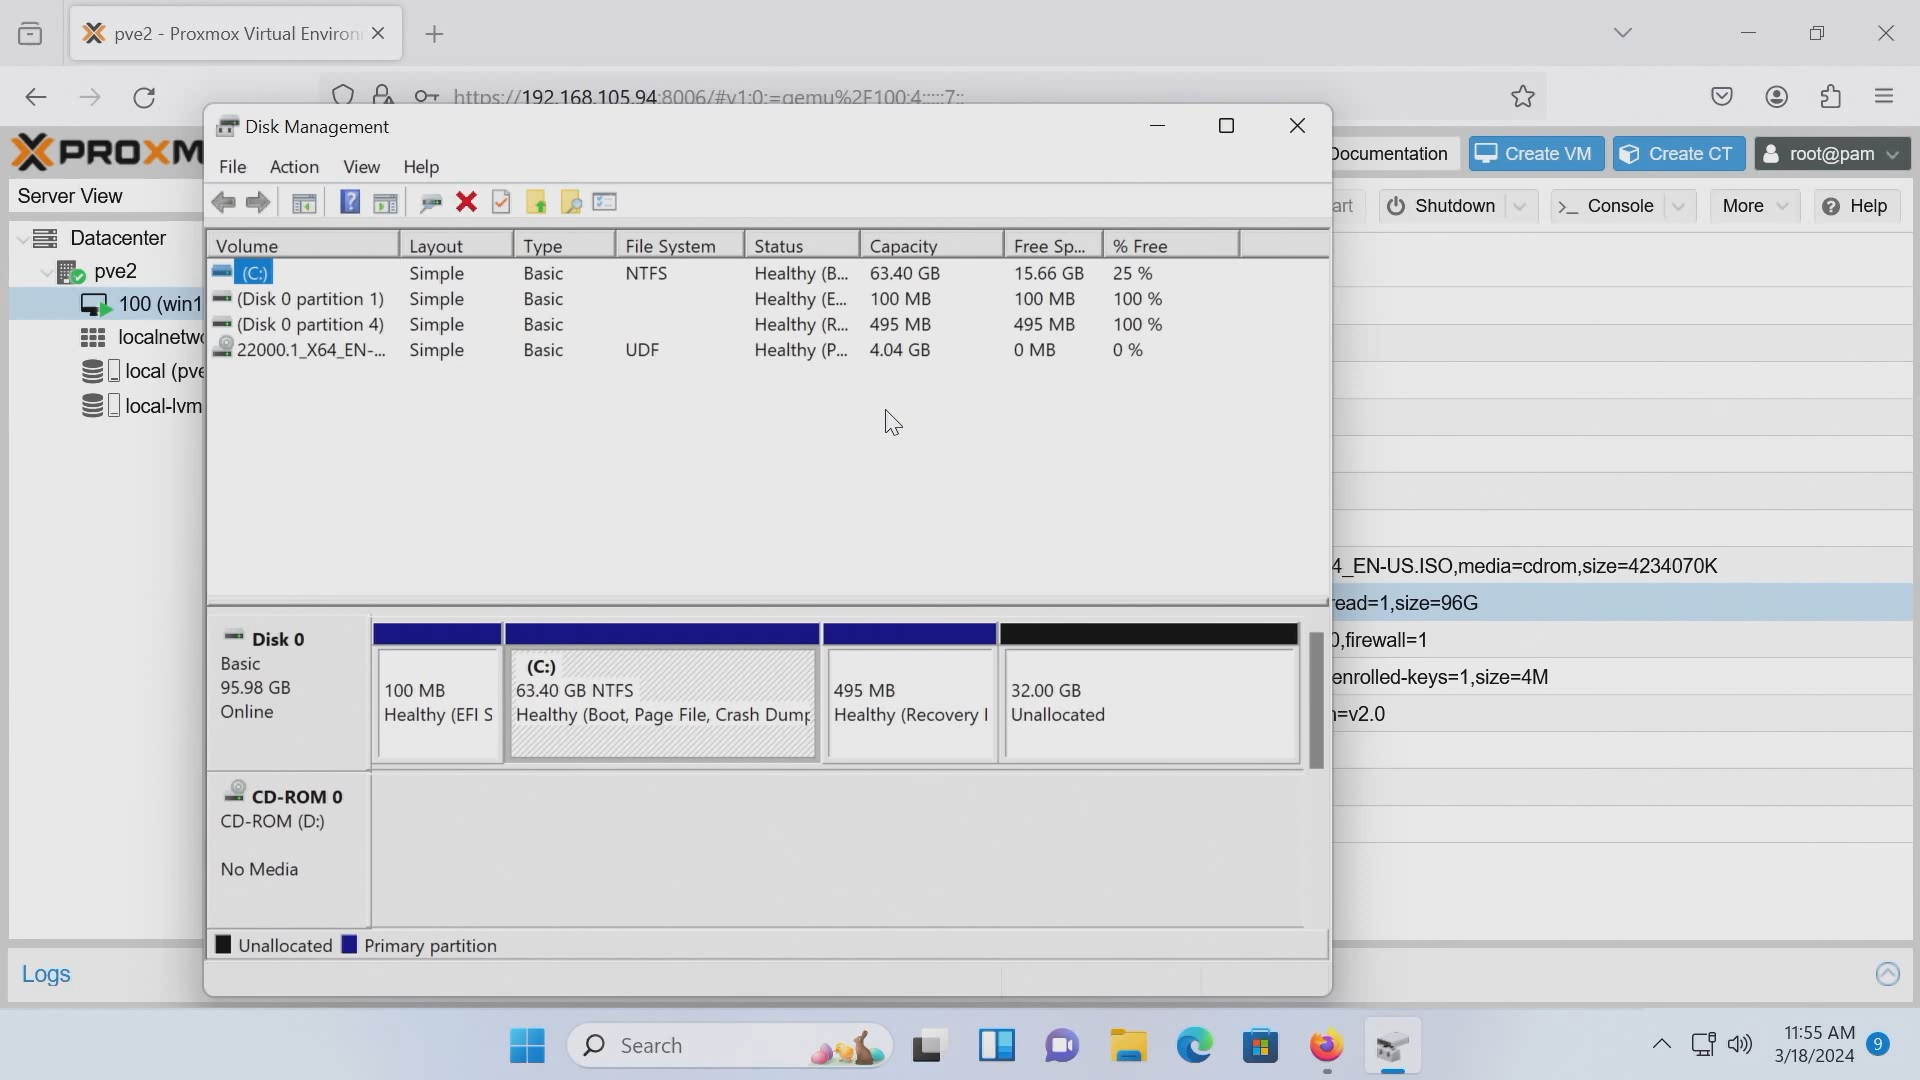 pve2 - Proxmox Virtual Environ
https://192.168.105.94:8006/#v1:0:=qemu%2F100:4:::::7::
Disk Management
PROXM
Documentation
Create VM
Create CT
root@pam
File
Action
View
Help
Server View
Shutdown
Console
More
Help
Datacenter
pve2
100 (win1
localnetwo
local (pve
local-lvm
Volume Layout Type File System Status Capacity Free Sp... % Free
(C:) Simple Basic NTFS Healthy (B... 63.40 GB 15.66 GB 25 %
(Disk 0 partition 1) Simple Basic Healthy (E... 100 MB 100 MB 100 %
(Disk 0 partition 4) Simple Basic Healthy (R... 495 MB 495 MB 100 %
22000.1_X64_EN-... Simple Basic UDF Healthy (P... 4.04 GB 0 MB 0 %
4_EN-US.ISO,media=cdrom,size=4234070K
read=1,size=96G
0,firewall=1
enrolled-keys=1,size=4M
n=v2.0
Disk 0
Basic
95.98 GB
Online
100 MB
Healthy (EFI S
(C:)
63.40 GB NTFS
Healthy (Boot, Page File, Crash Dump
495 MB
Healthy (Recovery
32.00 GB
Unallocated
CD-ROM 0
CD-ROM (D:)
No Media
Unallocated
Primary partition
Logs
Search
11:55 AM
3/18/2024
9